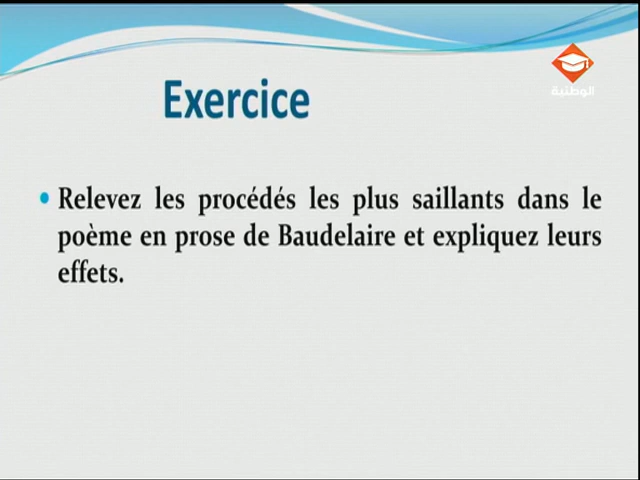 الوطنية
Exercice
• Relevez les procédés les plus saillants dans le
poème en prose de Baudelaire et expliquez leurs
effets.